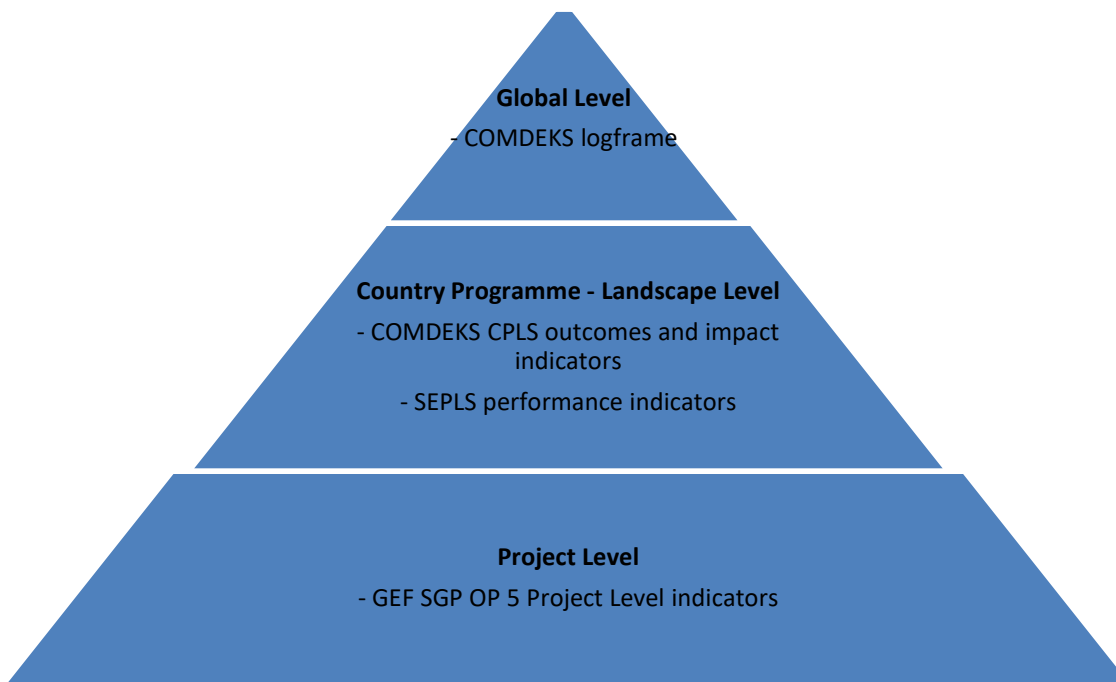 Global Level
- COMDEKS logframe
Country Programme - Landscape Level
- COMDEKS CPLS outcomes and impact
indicators
- SEPLS performance indicators
Project Level
- GEF SGP OP 5 Project Level indicators